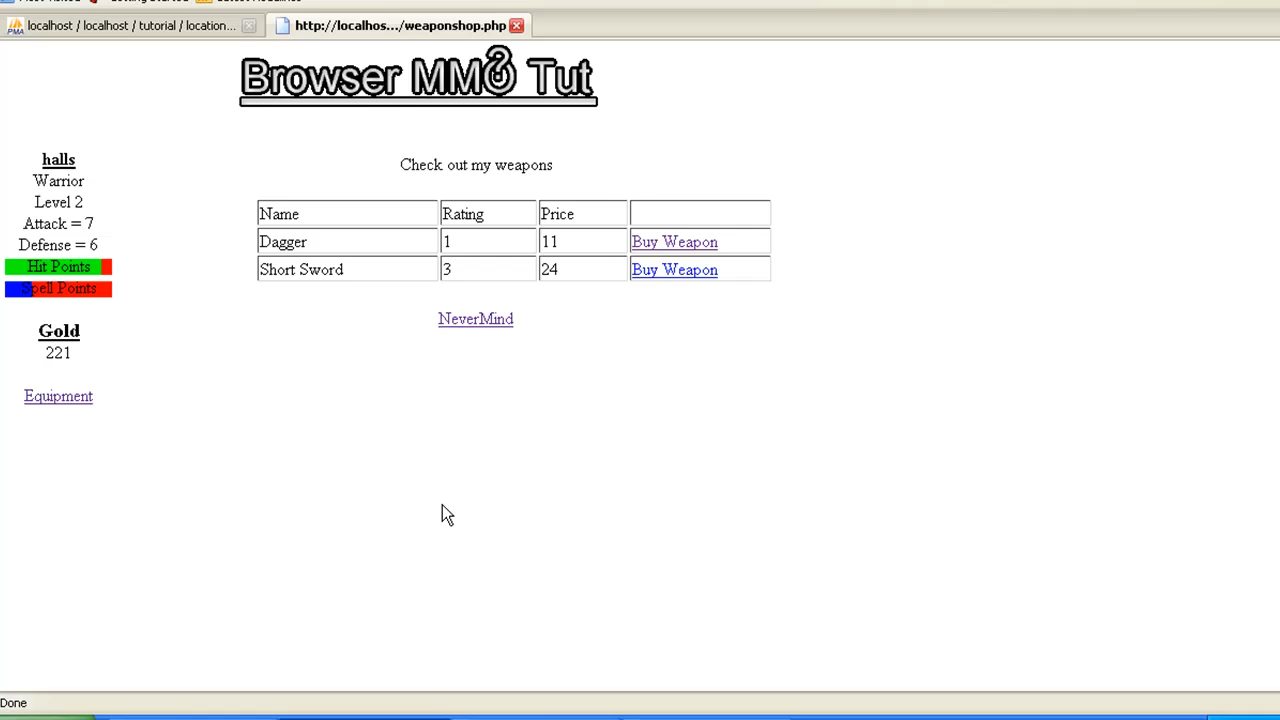 localhost / localhost / tutorial / location...
http://localhos.../weaponshop.php
Browser MMO Tut
halls
Warrior
Level 2
Attack = 7
Defense = 6
Hit Points
Spell Points
Gold
221
Equipment
Check out my weapons
Name Rating Price
Dagger 1 11 Buy Weapon
Short Sword 3 24 Buy Weapon
NeverMind
Done